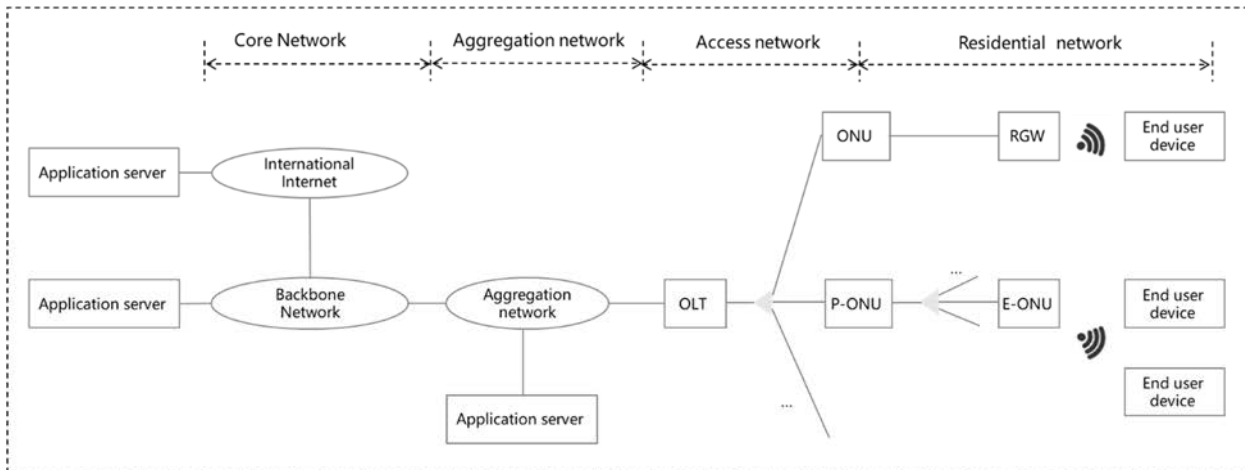 Core Network
Aggregation network
Access network
Residential network
ONU
RGW
End user
device
Application server
International
Internet
Application server
Backbone
Network
Aggregation
network
OLT
P-ONU
...
E-ONU
End user
device
...
Application server
End user
device